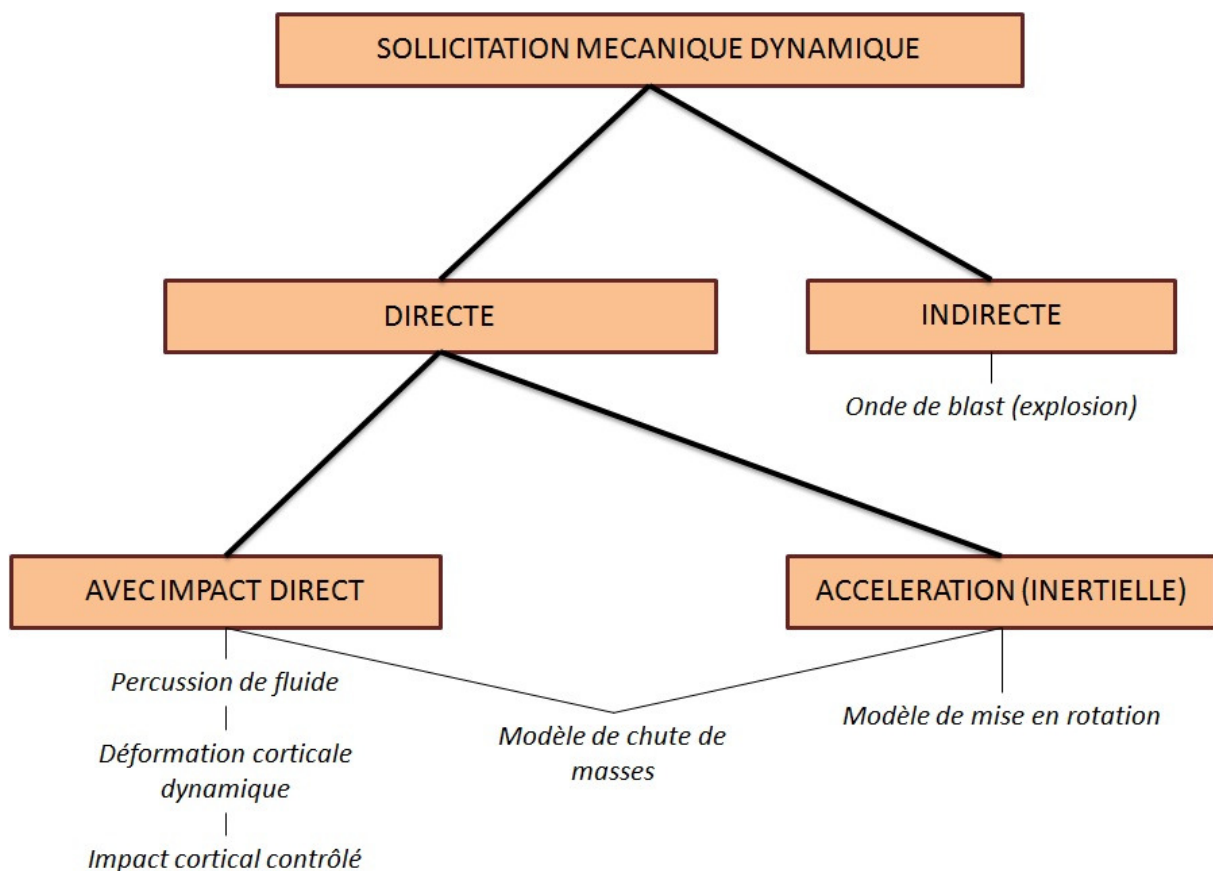 SOLLICITATION MECANIQUE DYNAMIQUE
DIRECTE
INDIRECTE
Onde de blast (explosion)
AVEC IMPACT DIRECT
ACCELERATION (INERTIELLE)
Percussion de fluide
Modèle de mise en rotation
Modèle de chute de
masses
Déformation corticale
dynamique
Impact cortical contrôlé